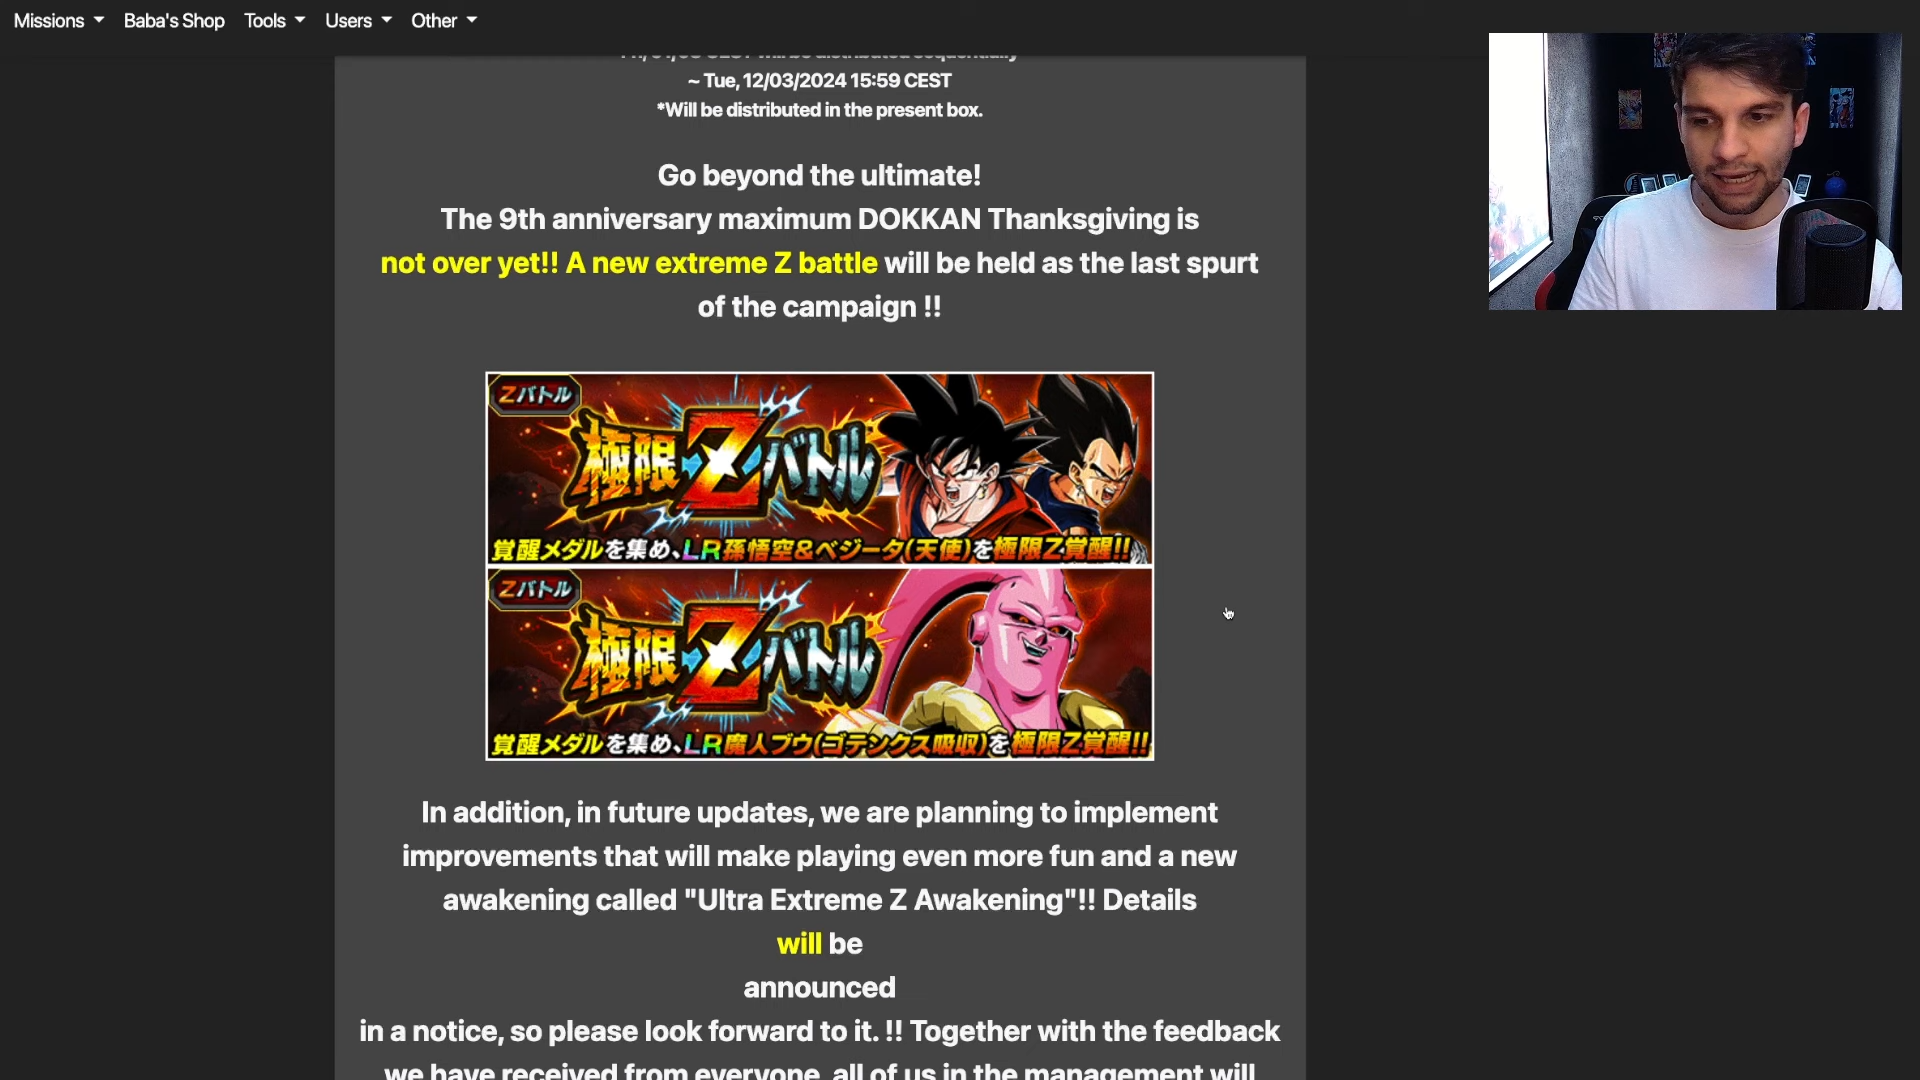 Missions
Baba's Shop
Tools
Users
Other
~ Tue, 12/03/2024 15:59 CEST
*Will be distributed in the present box.
Go beyond the ultimate!
The 9th anniversary maximum DOKKAN Thanksgiving is
not over yet!! A new extreme Z battle will be held as the last spurt
of the campaign !!
Zバトル
極限Zバトル
覚醒メダルを集め、LR孫悟空&ベジータ(天使)を極限Z覚醒!!
Zバトル
極限Zバトル
覚醒メダルを集め、LR魔人ブウ(ゴテンクス吸収)を極限Z覚醒!!
In addition, in future updates, we are planning to implement
improvements that will make playing even more fun and a new
awakening called "Ultra Extreme Z Awakening"!! Details
will be
announced
in a notice, so please look forward to it. !! Together with the feedback
we have received from everyone, all of us in the management will